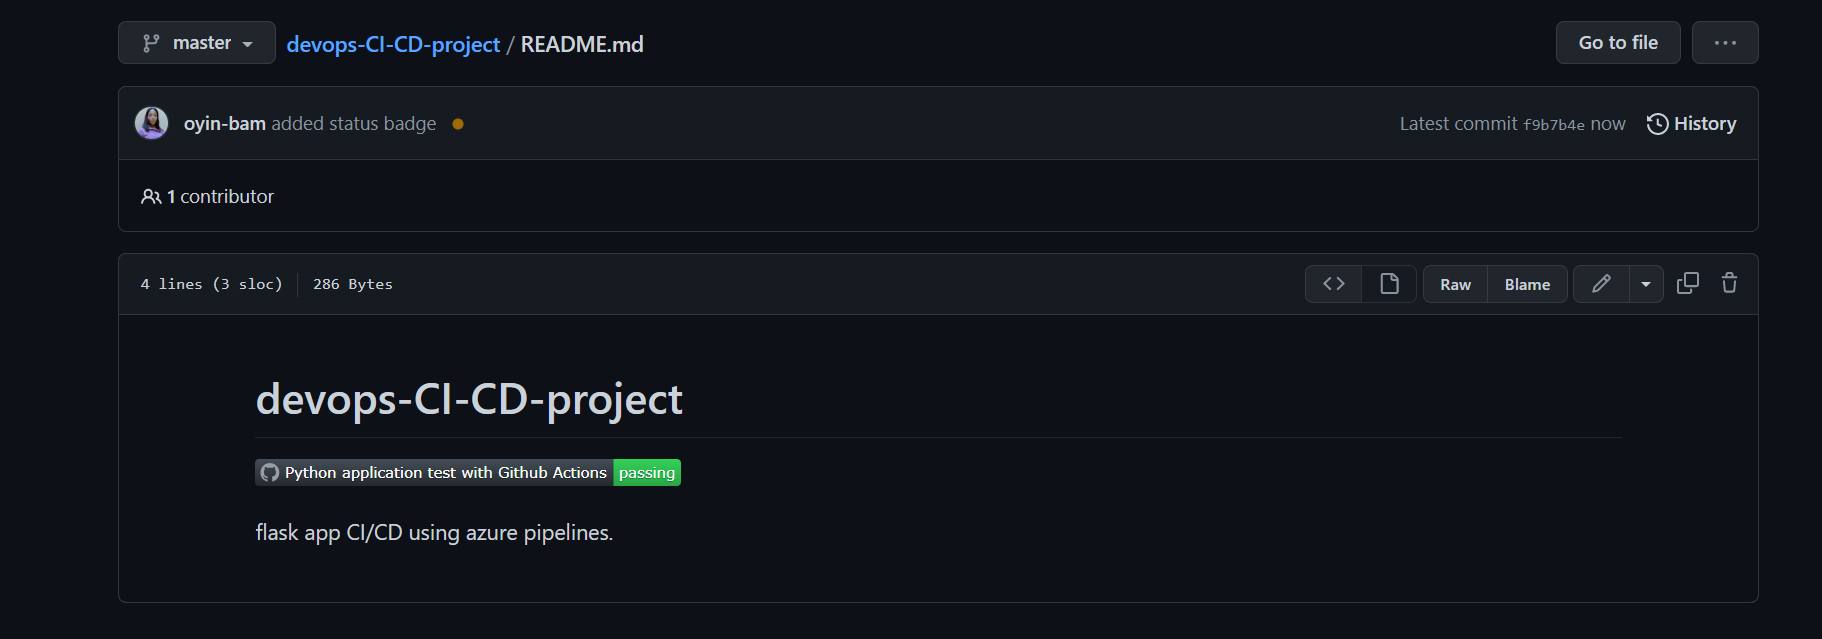 master devops-CI-CD-project / README.md Go to file ...
oyin-bam added status badge Latest commit f9b7b4e now History
1 contributor
4 lines (3 sloc) 286 Bytes Raw Blame
devops-CI-CD-project
Python application test with Github Actions passing
flask app CI/CD using azure pipelines.